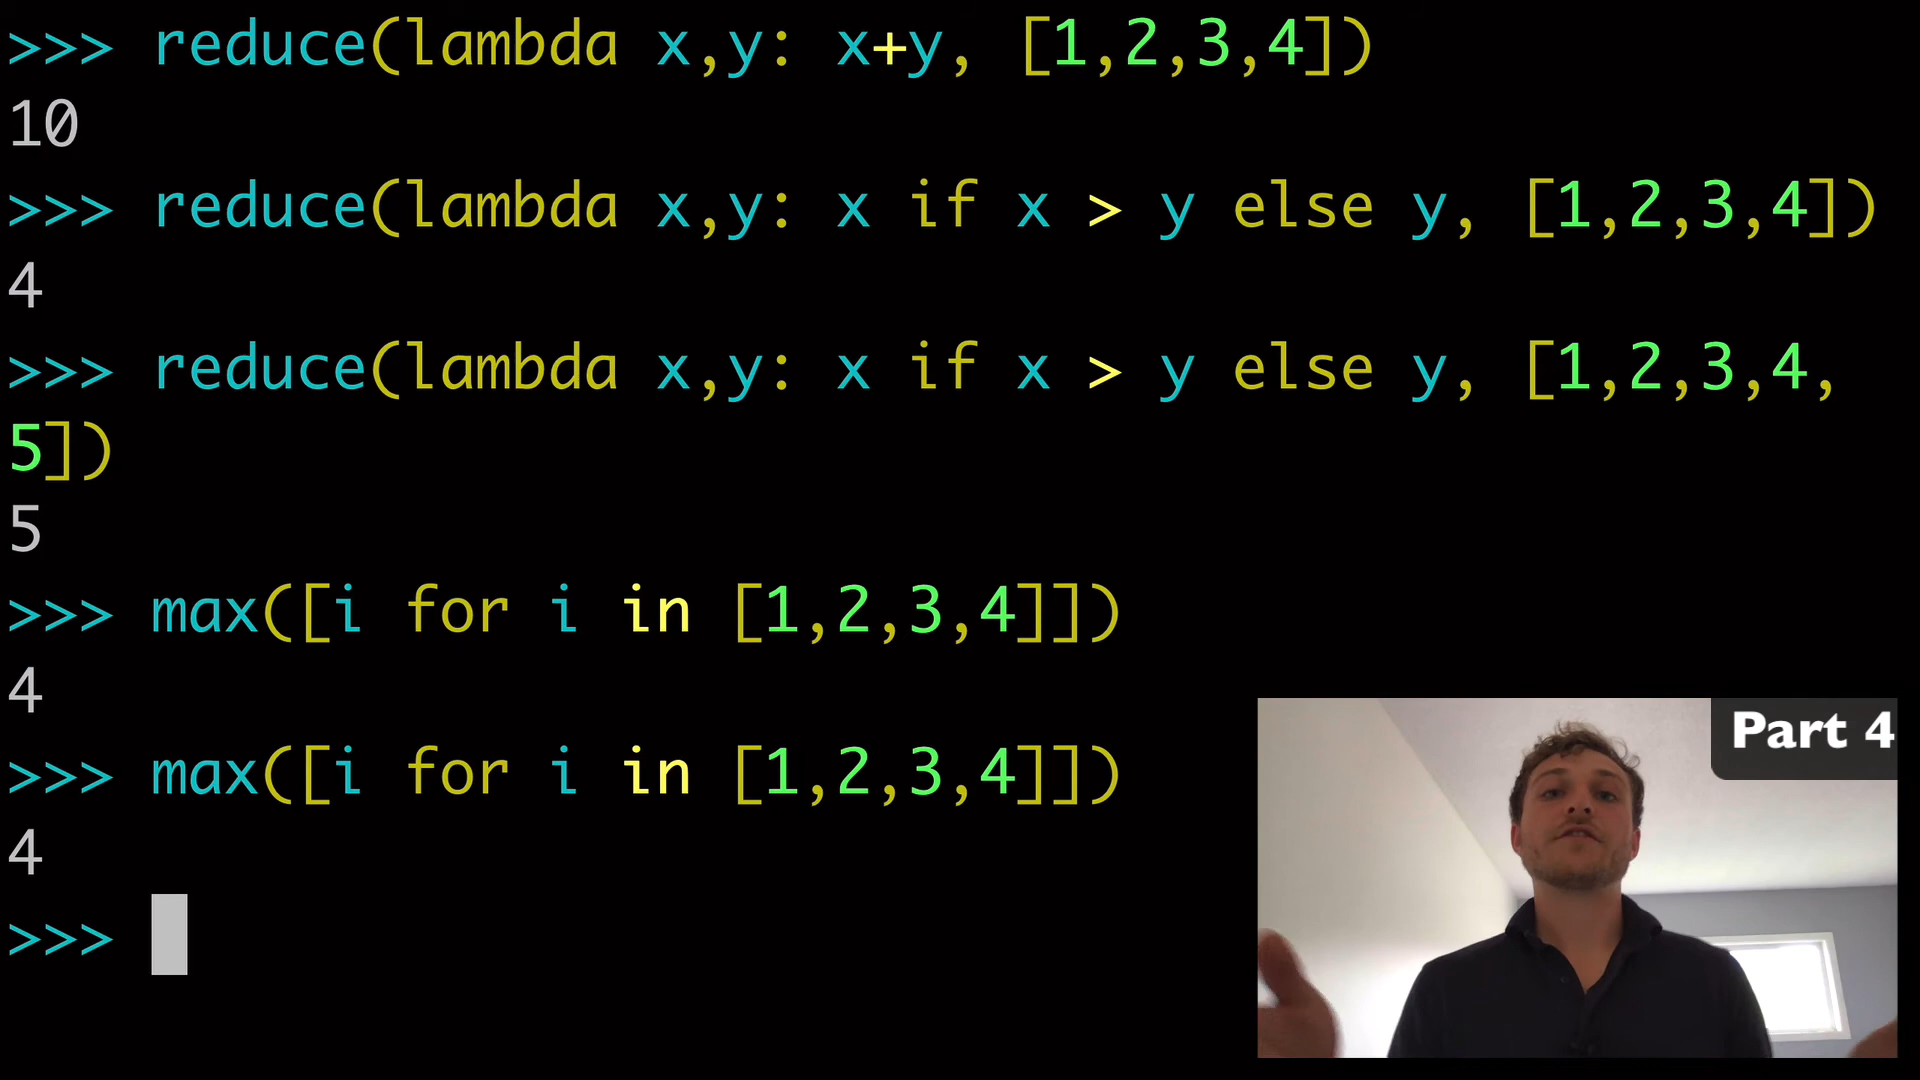 >>> reduce(lambda x,y: x+y, [1,2,3,4])
10
>>> reduce(lambda x,y: x if x > y else y, [1,2,3,4])
4
>>> reduce(lambda x,y: x if x > y else y, [1,2,3,4,
5])
5
>>> max([i for i in [1,2,3,4]])
4
>>> max([i for i in [1,2,3,4]])
4
>>>
Part 4